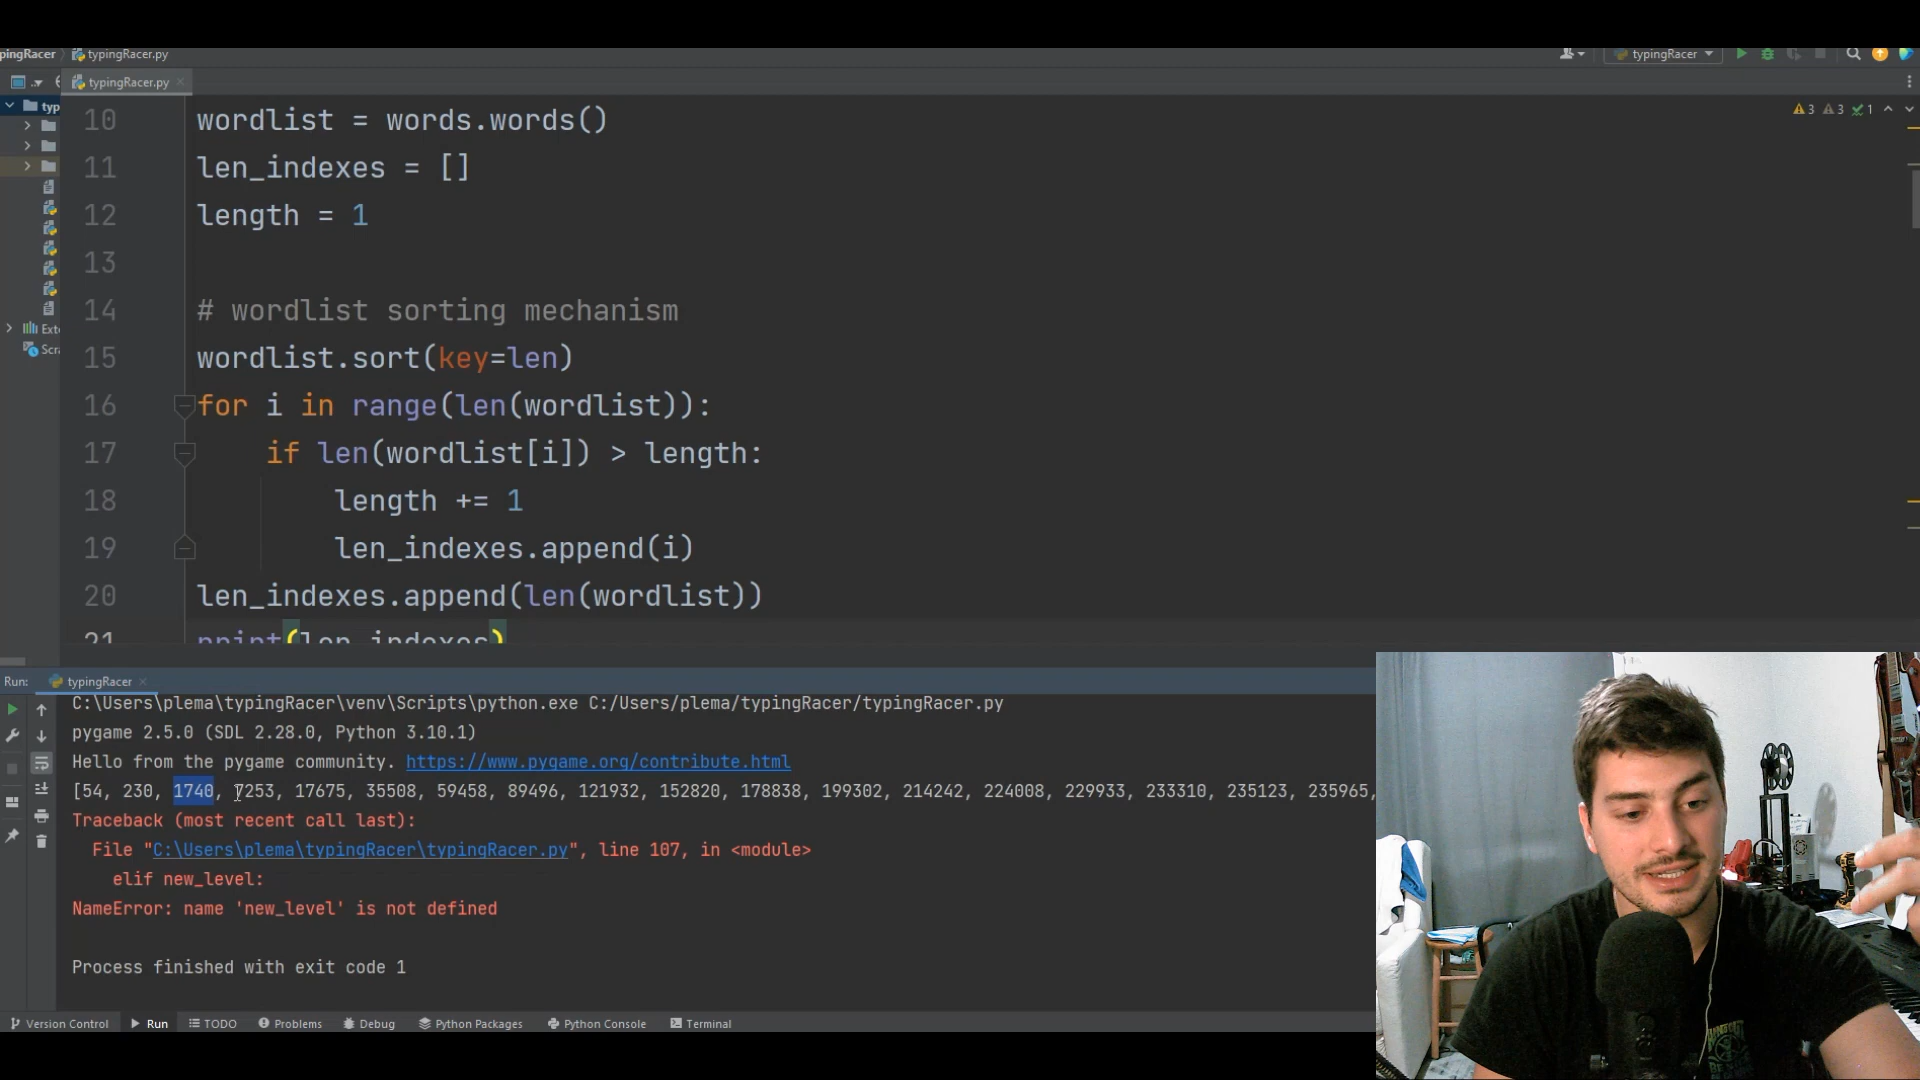 pingRacer typingRacer.py
typingRacer
typingRacer.py
typ
3 3 1
10 wordlist = words.words()
11 len_indexes = []
12 length = 1
13
14 # wordlist sorting mechanism
15 wordlist.sort(key=len)
16 for i in range(len(wordlist)):
17 if len(wordlist[i]) > length:
18 length += 1
19 len_indexes.append(i)
20 len_indexes.append(len(wordlist))
21 print(len_indexes)
Ext
Scra
Run: typingRacer
C:\Users\plema\typingRacer\venv\Scripts\python.exe C:/Users/plema/typingRacer/typingRacer.py
pygame 2.5.0 (SDL 2.28.0, Python 3.10.1)
Hello from the pygame community. https://www.pygame.org/contribute.html
[54, 230, 1740, 7253, 17675, 35508, 59458, 89496, 121932, 152820, 178838, 199302, 214242, 224008, 229933, 233310, 235123, 235965,
Traceback (most recent call last):
File "C:\Users\plema\typingRacer\typingRacer.py", line 107, in <module>
elif new_level:
NameError: name 'new_level' is not defined
Process finished with exit code 1
Version Control Run TODO Problems Debug Python Packages Python Console Terminal